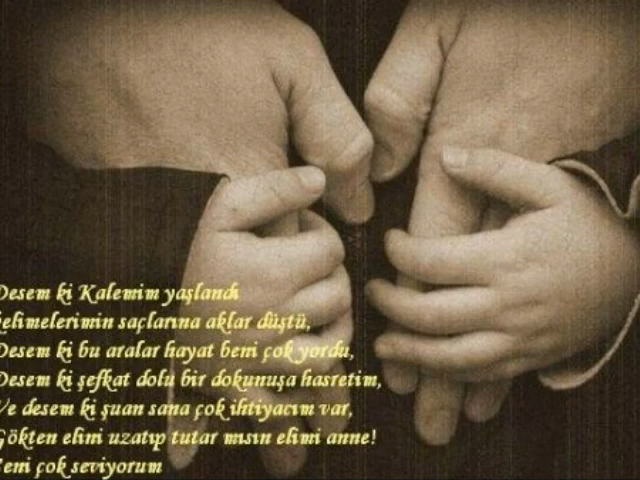 Desem ki Kalemim yaşlandı
kelimelerimin saçlarına aklar düştü,
Desem ki bu aralar hayat beni çok yordu,
Desem ki şefkat dolu bir dokunuşa hasretim,
Ve desem ki şuan sana çok ihtiyacım var,
Gökten elini uzatıp tutar mısın elimi anne!
Seni çok seviyorum